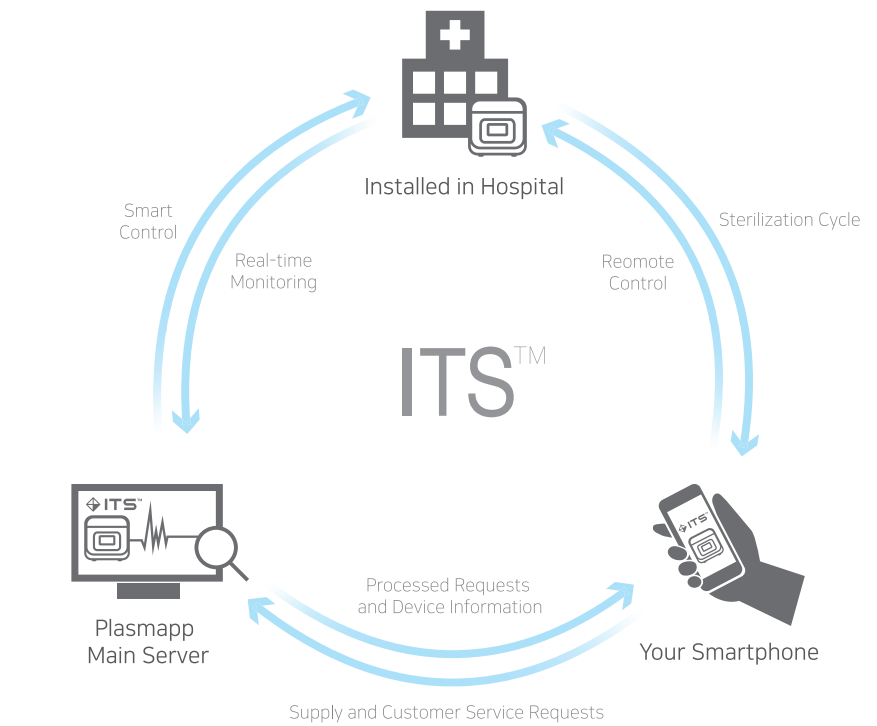 Installed in Hospital
Smart
Control
Real-time
Monitoring
Sterilization Cycle
Reomote
Control
ITS™
ITS™
ITS™
Processed Requests
and Device Information
Plasmapp
Main Server
Your Smartphone
Supply and Customer Service Requests